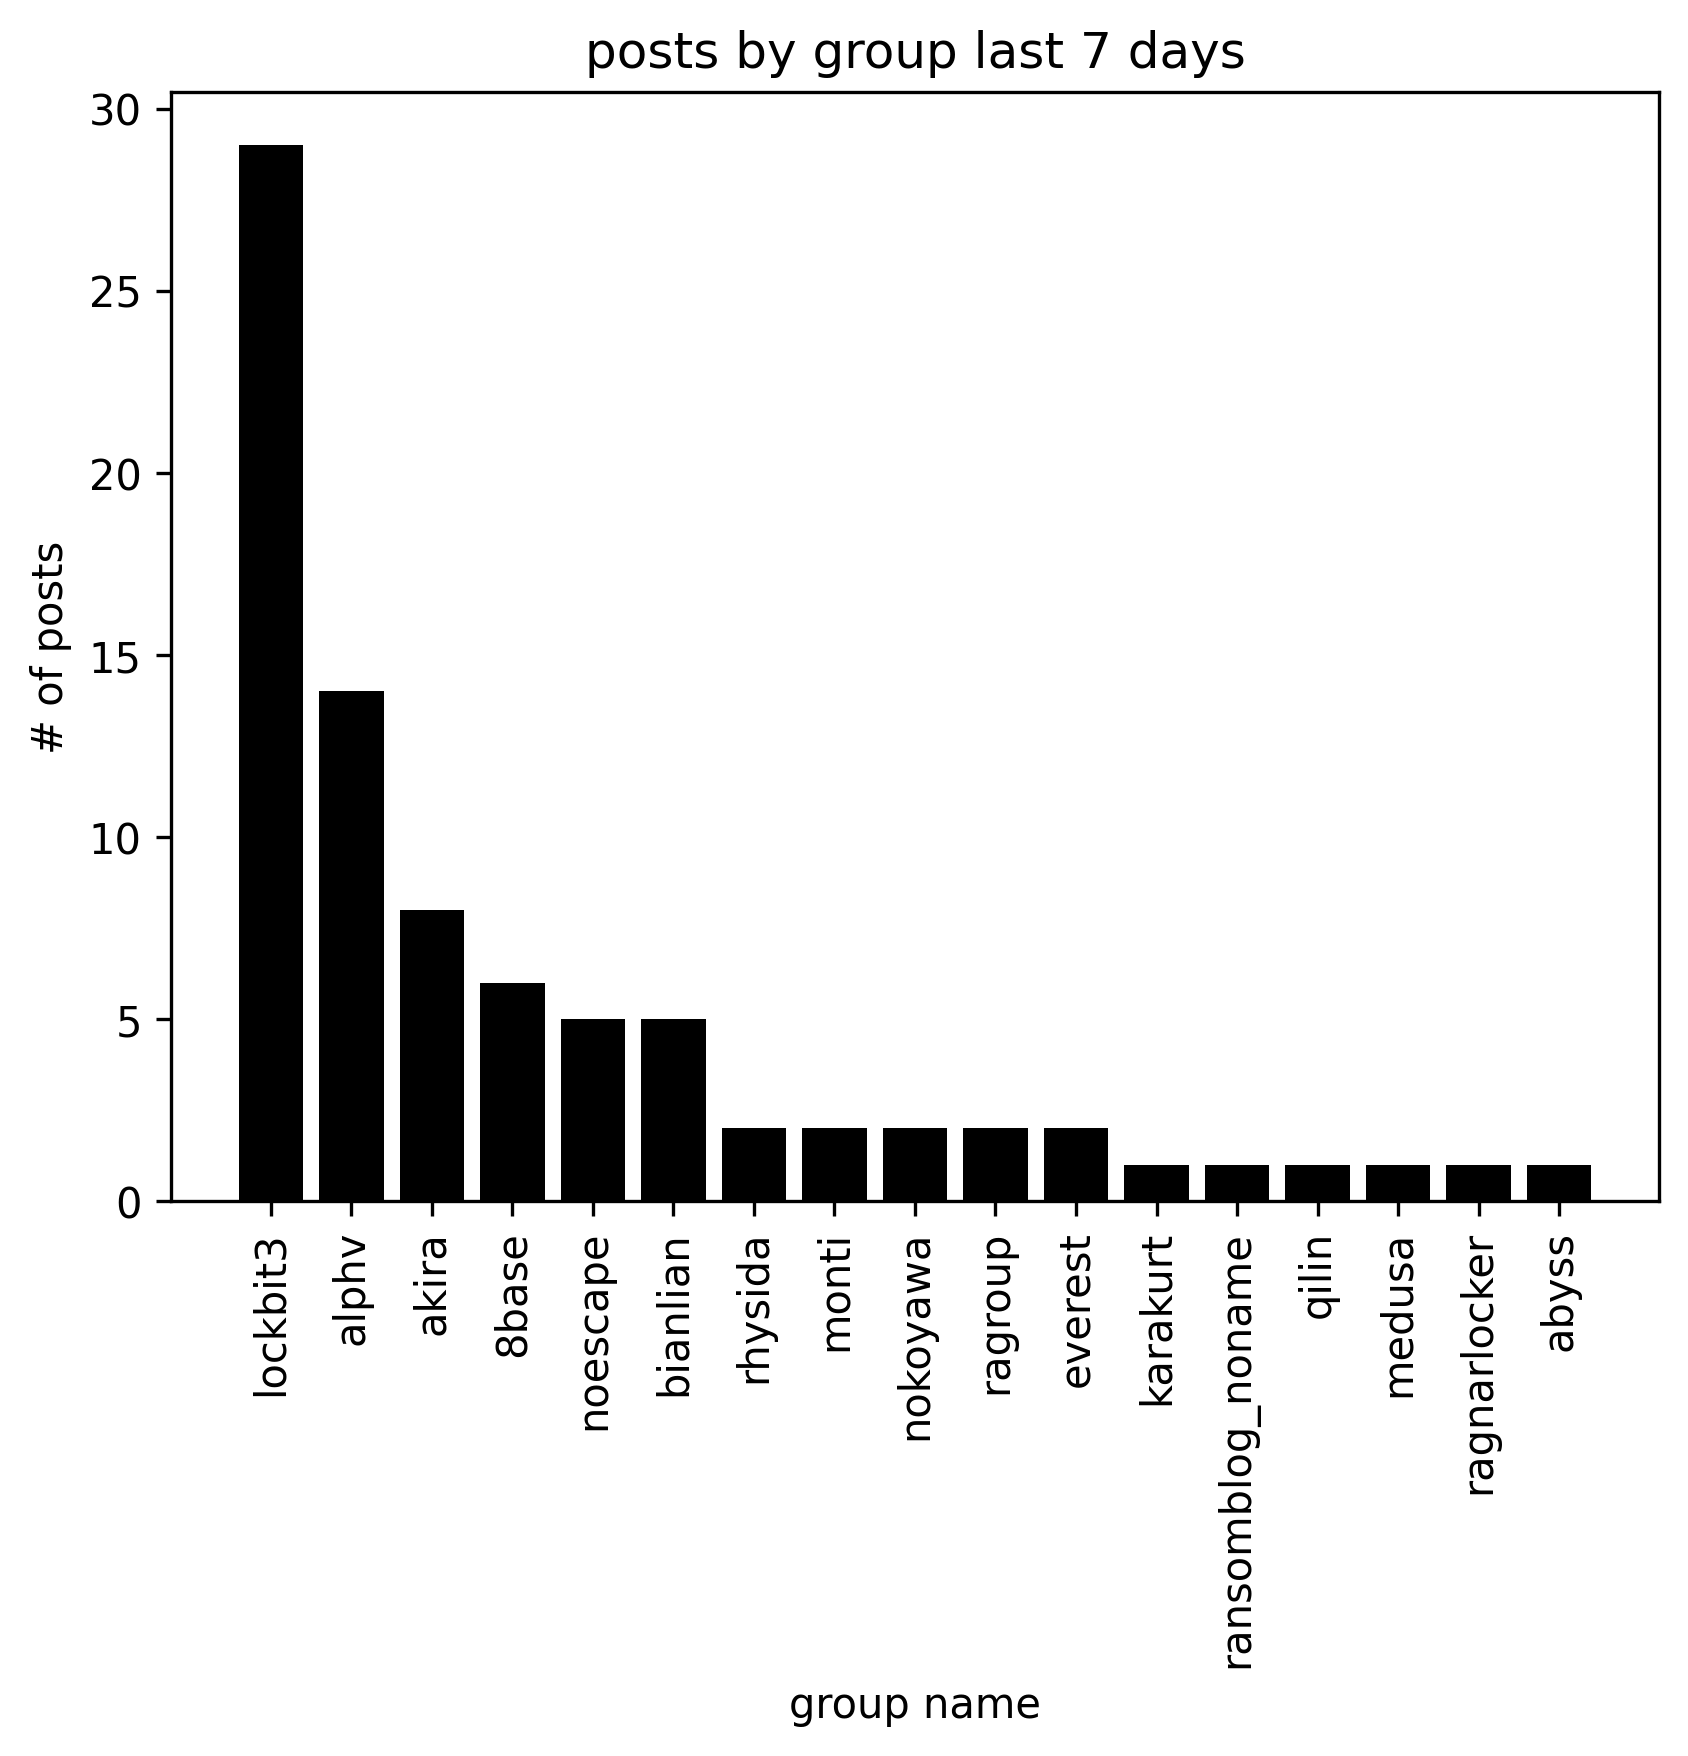 posts by group last 7 days
# of posts
30
25
20
15
10
5
0
lockbit3
alphv
akira
8base
noescape
bianlian
rhysida
monti
nokoyawa
ragroup
everest
karakurt
ransomblog_noname
qilin
medusa
ragnarlocker
abyss
group name